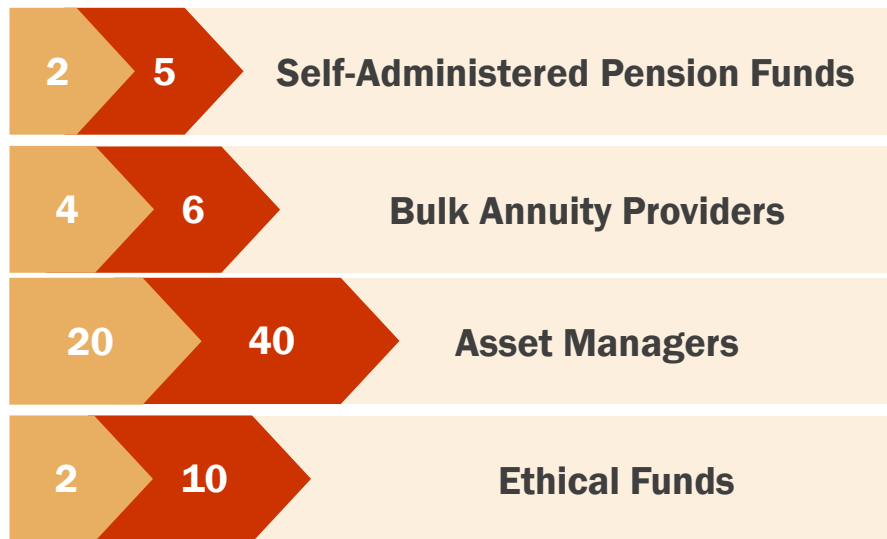 2 5 Self-Administered Pension Funds
4 6 Bulk Annuity Providers
20 40 Asset Managers
2 10 Ethical Funds